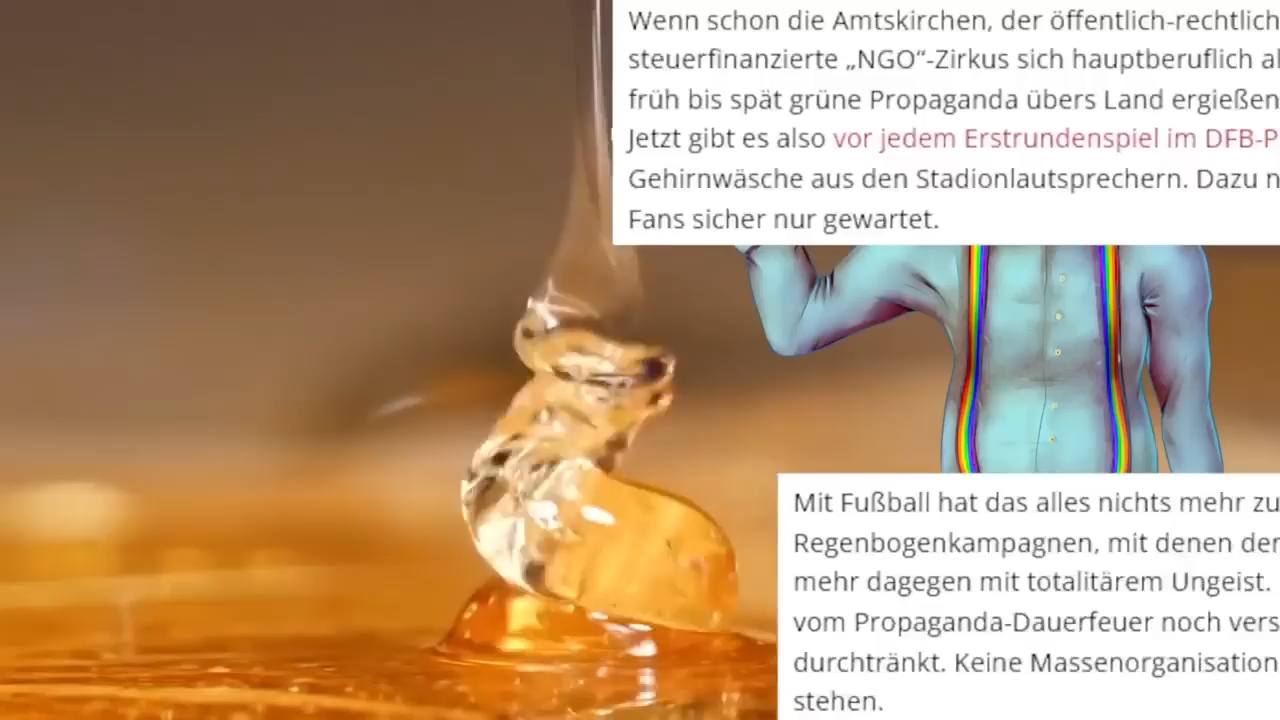 Wenn schon die Amtskirchen, der öffentlich-rechtlich
steuerfinanzierte „NGO“-Zirkus sich hauptberuflich al
früh bis spät grüne Propaganda übers Land ergießen
Jetzt gibt es also vor jedem Erstrundenspiel im DFB-P
Gehirnwäsche aus den Stadionlautsprechern. Dazu n
Fans sicher nur gewartet.
Mit Fußball hat das alles nichts mehr zu
Regenbogenkampagnen, mit denen der
mehr dagegen mit totalitärem Ungeist.
vom Propaganda-Dauerfeuer noch vers
durchtränkt. Keine Massenorganisation
stehen.